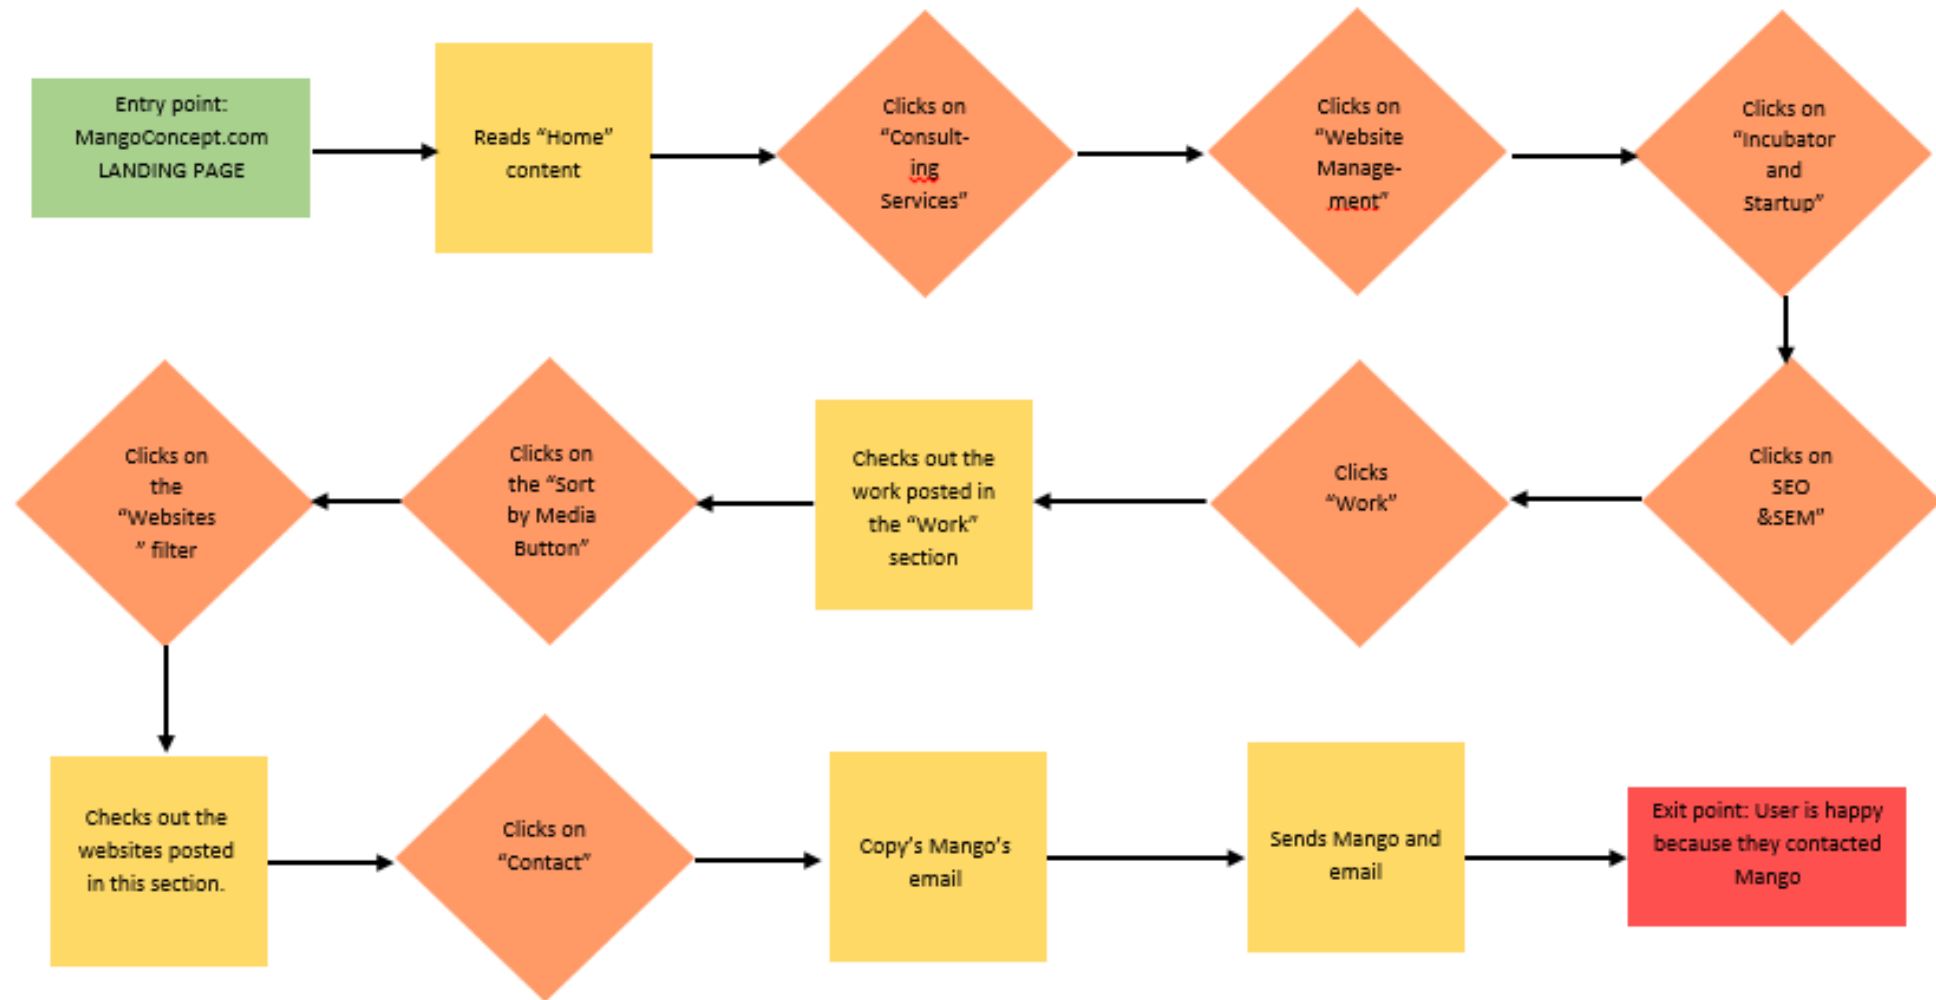 Entry point:
MangoConcept.com
LANDING PAGE
Reads “Home”
content
Clicks on
“Consult-
ing
Services”
Clicks on
“Website
Manage-
ment”
Clicks on
“Incubator
and
Startup”
Clicks on
SEO
&SEM”
Clicks
“Work”
Checks out the
work posted in
the “Work”
section
Clicks on
the “Sort
by Media
Button”
Clicks on
the
“Websites
” filter
Checks out the
websites posted
in this section.
Clicks on
“Contact”
Copy’s Mango’s
email
Sends Mango and
email
Exit point: User is happy
because they contacted
Mango